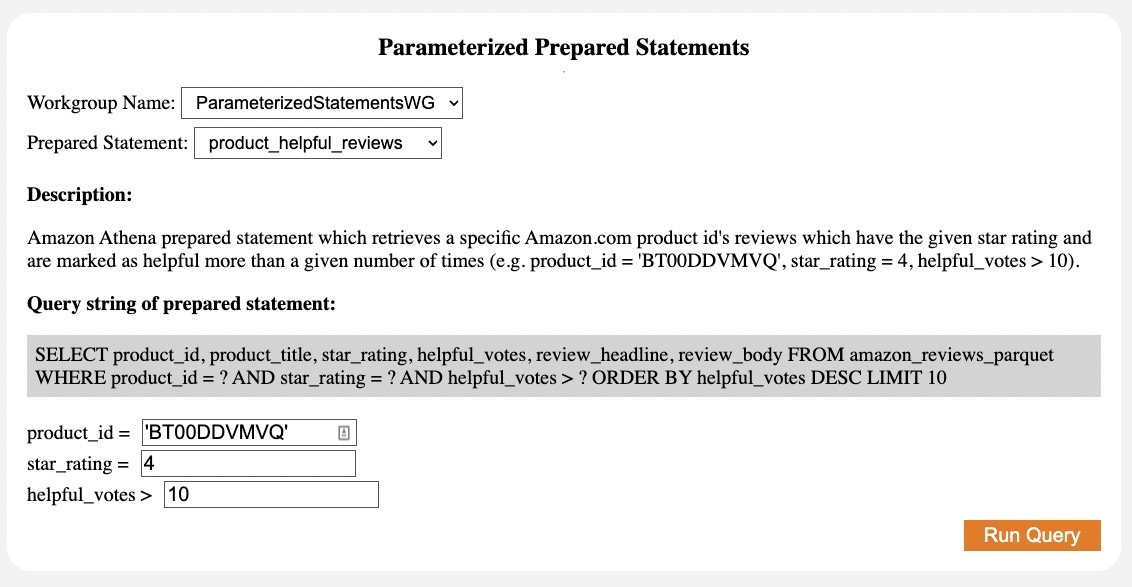 Parameterized Prepared Statements
Workgroup Name: ParameterizedStatementsWG
Prepared Statement: product_helpful_reviews
Description:
Amazon Athena prepared statement which retrieves a specific Amazon.com product id's reviews which have the given star rating and
are marked as helpful more than a given number of times (e.g. product_id = 'BT00DDVMVQ', star_rating = 4, helpful_votes > 10).
Query string of prepared statement:
SELECT product_id, product_title, star_rating, helpful_votes, review_headline, review_body FROM amazon_reviews_parquet
WHERE product_id = ? AND star_rating = ? AND helpful_votes > ? ORDER BY helpful_votes DESC LIMIT 10
product_id = 'BT00DDVMVQ'
star_rating = 4
helpful_votes > 10
Run Query